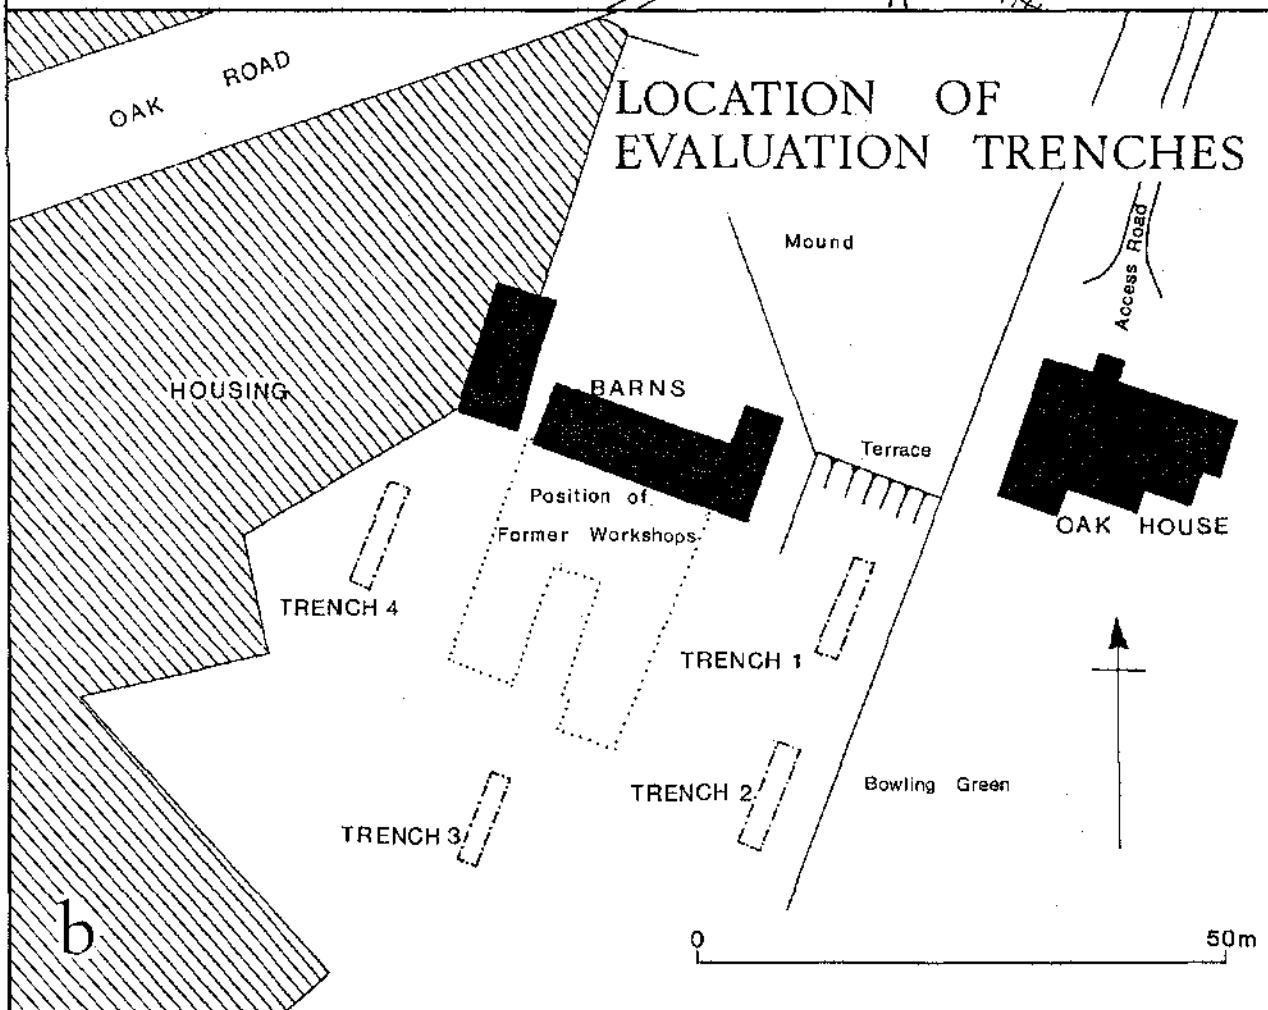 OAK ROAD
LOCATION OF
EVALUATION TRENCHES
Mound
Access Road
HOUSING
BARNS
Terrace
Position of
Former Workshops
OAK HOUSE
TRENCH 4
TRENCH 1
TRENCH 2
Bowling Green
TRENCH 3
b
0 50m